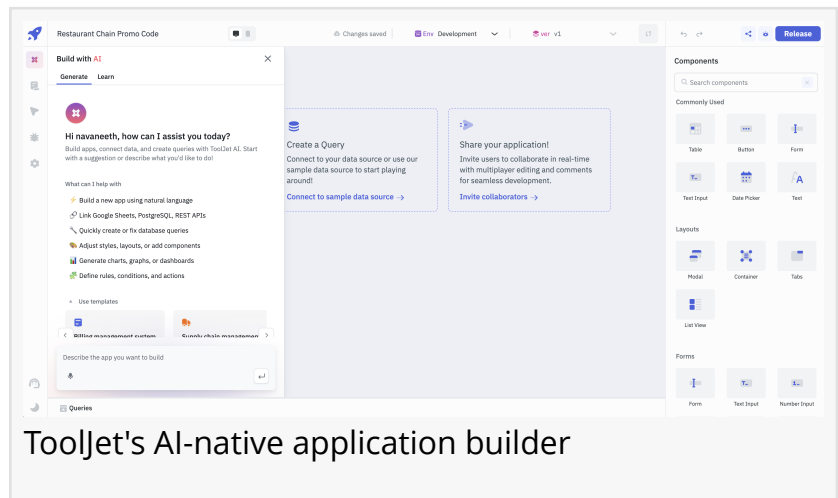 Restaurant Chain Promo Code
Changes saved
Env Development
ver v1
Release
Build with AI
Generate Learn
Hi navaneeth, how can I assist you today?
Build apps, connect data, and create queries with ToolJet AI. Start
with a suggestion or describe what you'd like to do!
What can I help with
Build a new app using natural language
Link Google Sheets, PostgreSQL, REST APIs
Quickly create or fix database queries
Adjust styles, layouts, or add components
Generate charts, graphs, or dashboards
Define rules, conditions, and actions
Use templates
Billing management system
Supply chain managemen
Describe the app you want to build
Queries
Create a Query
Connect to your data source or use our
sample data source to start playing
around!
Connect to sample data source →
Share your application!
Invite users to collaborate in real-time
with multiplayer editing and comments
for seamless development.
Invite collaborators →
Components
Search components
Commonly Used
Table Button Form
Text Input Date Picker Text
Layouts
Modal Container Tabs
List View
Forms
Form Text Input Number Input
ToolJet's AI-native application builder